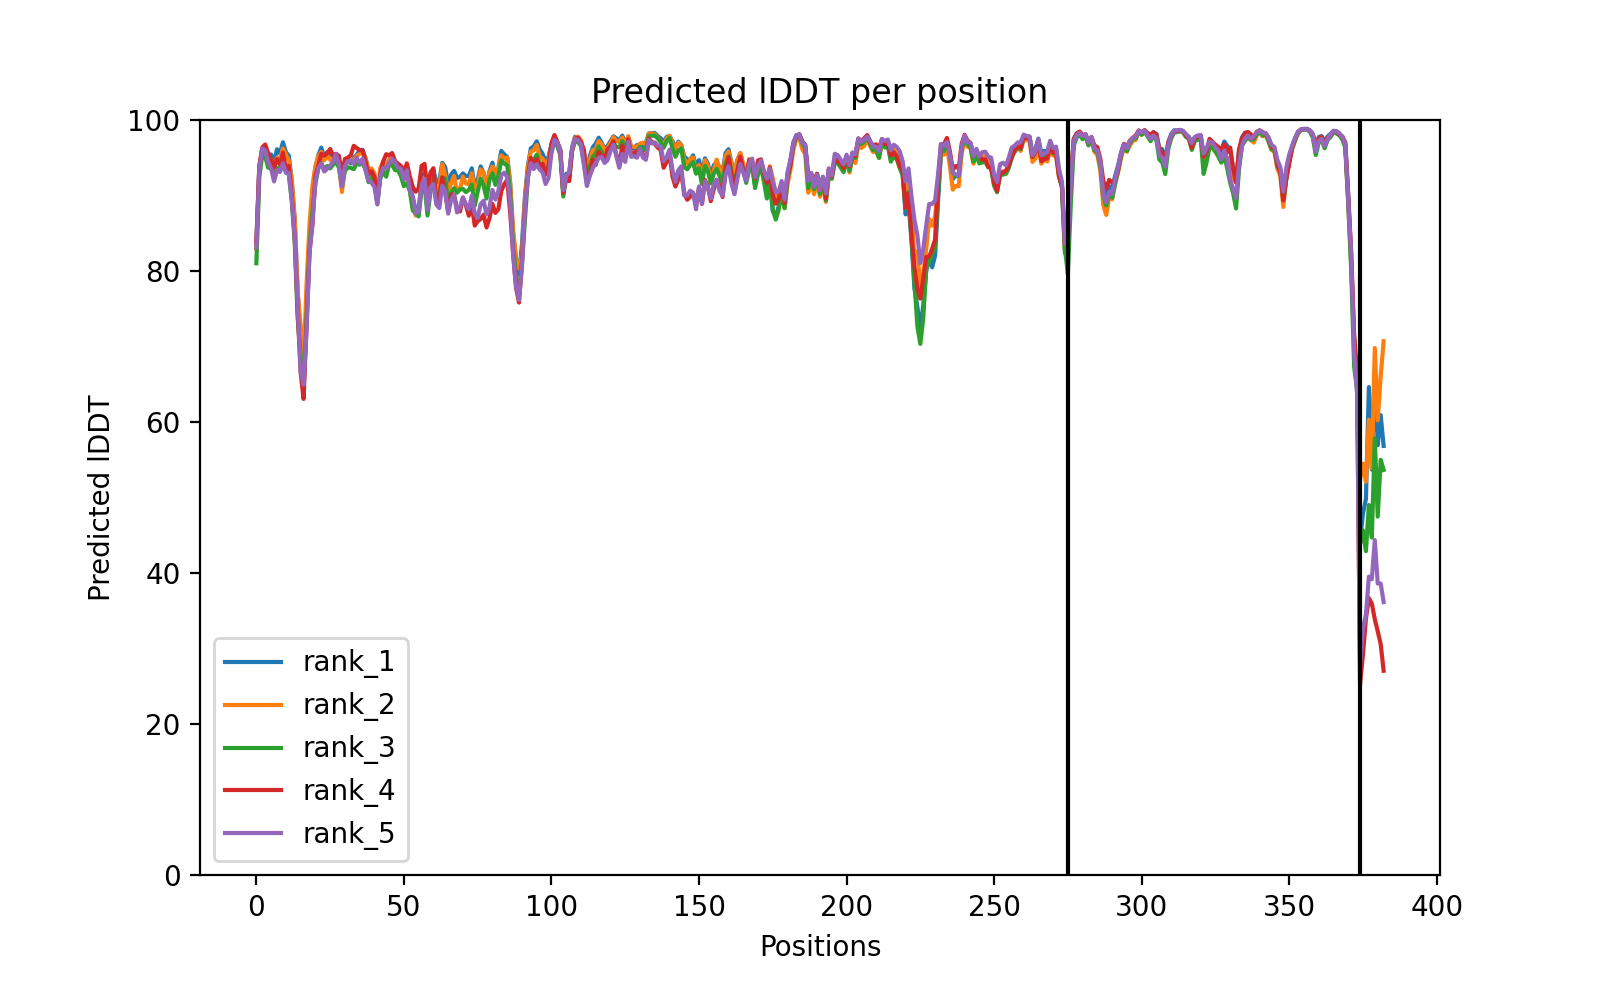 Predicted lDDT per position
100
80
60
40
20
0
Predicted lDDT
rank_1
rank_2
rank_3
rank_4
rank_5
0 50 100 150 200 250 300 350 400
Positions